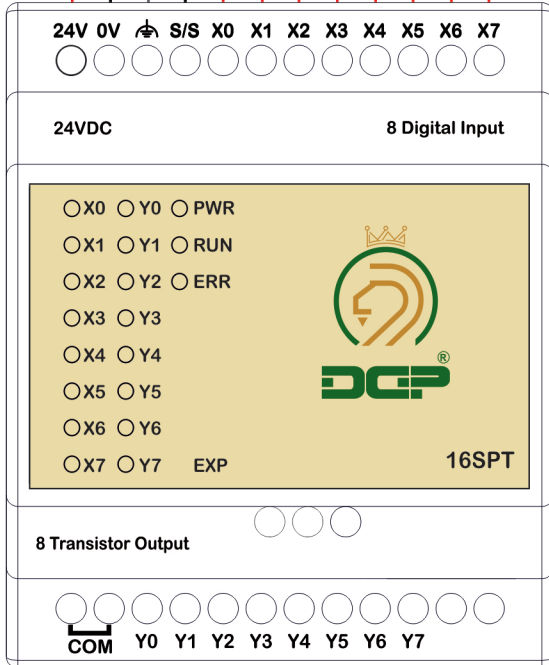 24V 0V S/S X0 X1 X2 X3 X4 X5 X6 X7
24VDC 8 Digital Input
X0 Y0 PWR
X1 Y1 RUN
X2 Y2 ERR
X3 Y3
X4 Y4
X5 Y5
X6 Y6
X7 Y7 EXP
®
DCP
16SPT
8 Transistor Output
COM Y0 Y1 Y2 Y3 Y4 Y5 Y6 Y7